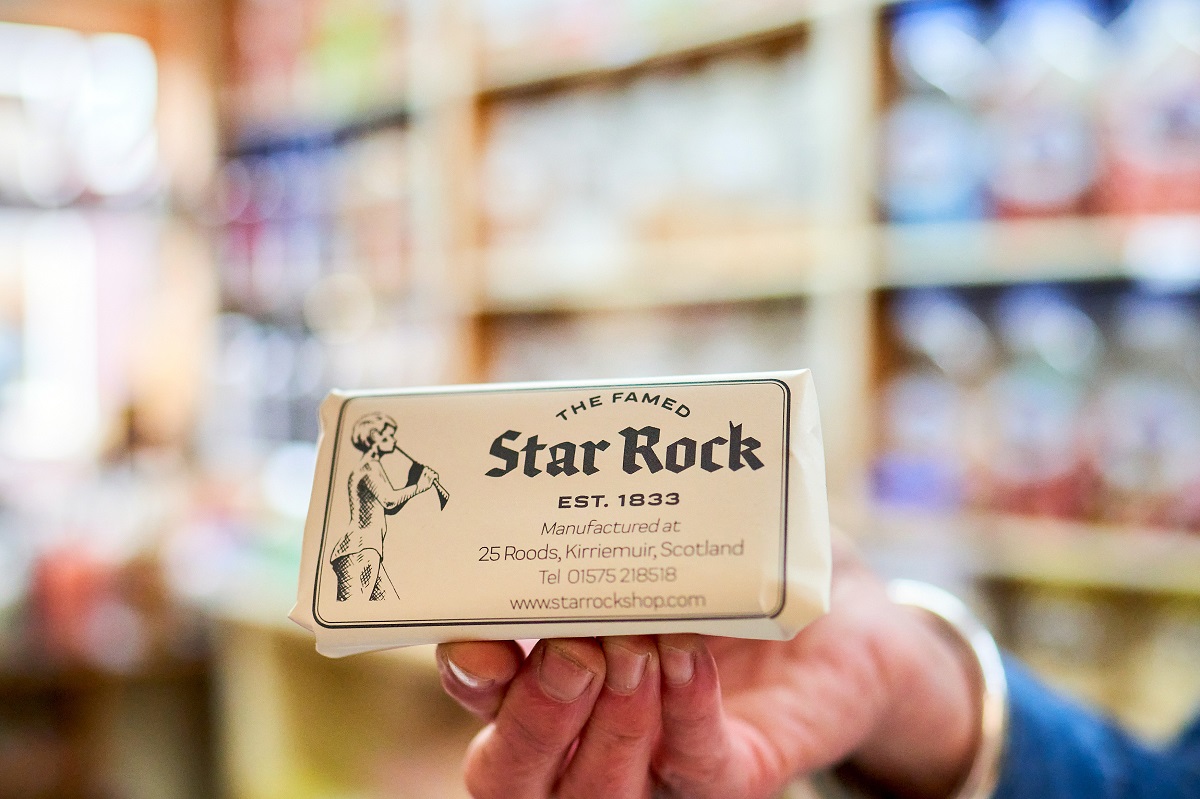 THE FAMED
Star Rock
EST. 1833
Manufactured at
25 Roods, Kirriemuir, Scotland
Tel 01575 218518
www.starrockshop.com